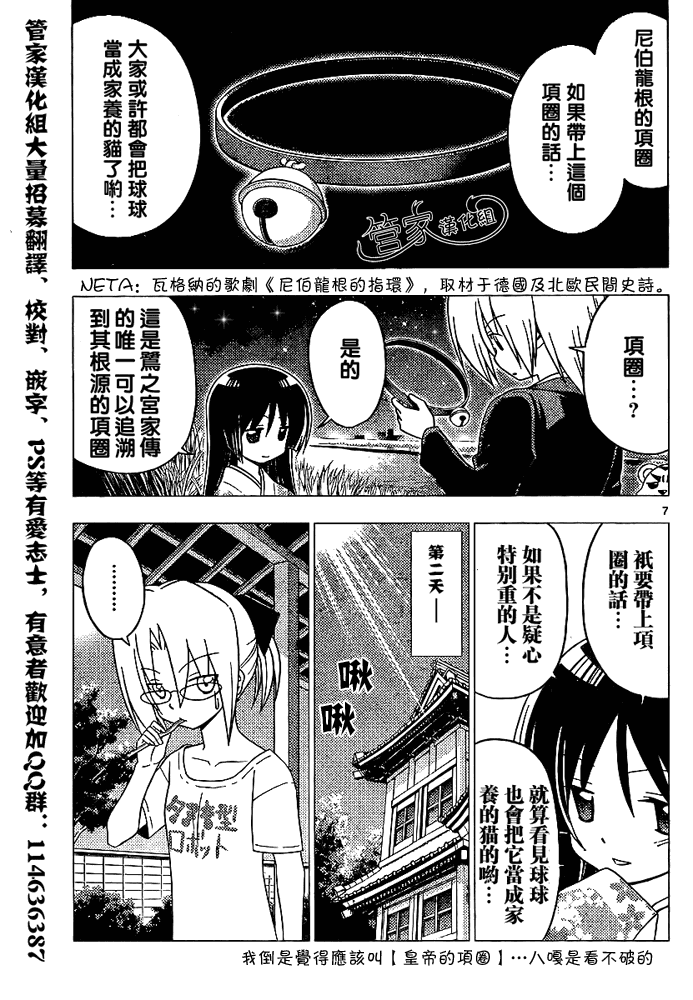 尼伯龍根的項圈
如果帶上這個
項圈的話…
大家或許都會把球球
當成家養的貓了喲…
管家
漢化組
NETA：瓦格納的歌劇《尼伯龍根的指環》，取材于德國及北歐民間史詩。
項圈…?
是的
這是鷺之宮家傳
的唯一可以追溯
到其根源的項圈
7
衹要帶上項
圈的話…
如果不是疑心
特別重的人…
就算看見球球
也會把它當成家
養的猫的喲…
第二天——
啾
啾
………
ロボット
我倒是覺得應該叫【皇帝的項圈】…八嘎是看不破的
管家漢化組大量招募翻譯、校對、嵌字、PS等有愛志士，有意者歡迎加QQ群：114636387